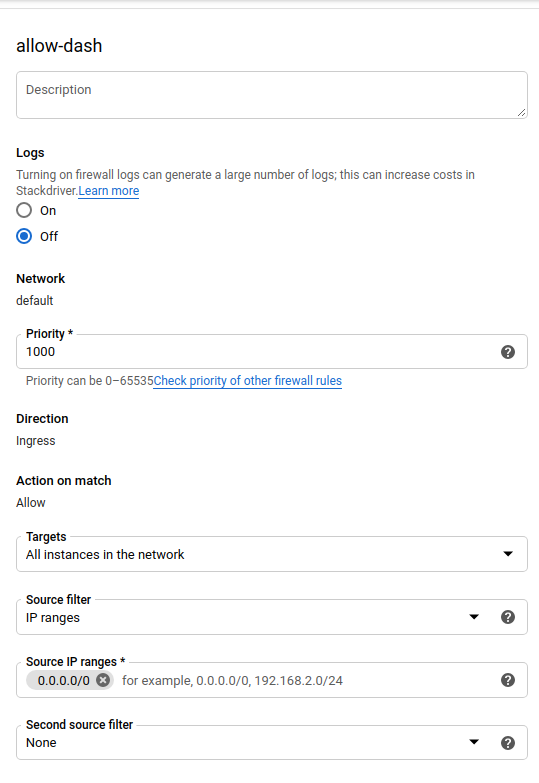 allow-dash
Description
Logs
Turning on firewall logs can generate a large number of logs; this can increase costs in
Stackdriver.Learn more
On
Off
Network
default
Priority *
1000
Priority can be 0–65535Check priority of other firewall rules
Direction
Ingress
Action on match
Allow
Targets
All instances in the network
Source filter
IP ranges
Source IP ranges *
0.0.0.0/0 for example, 0.0.0.0/0, 192.168.2.0/24
Second source filter
None